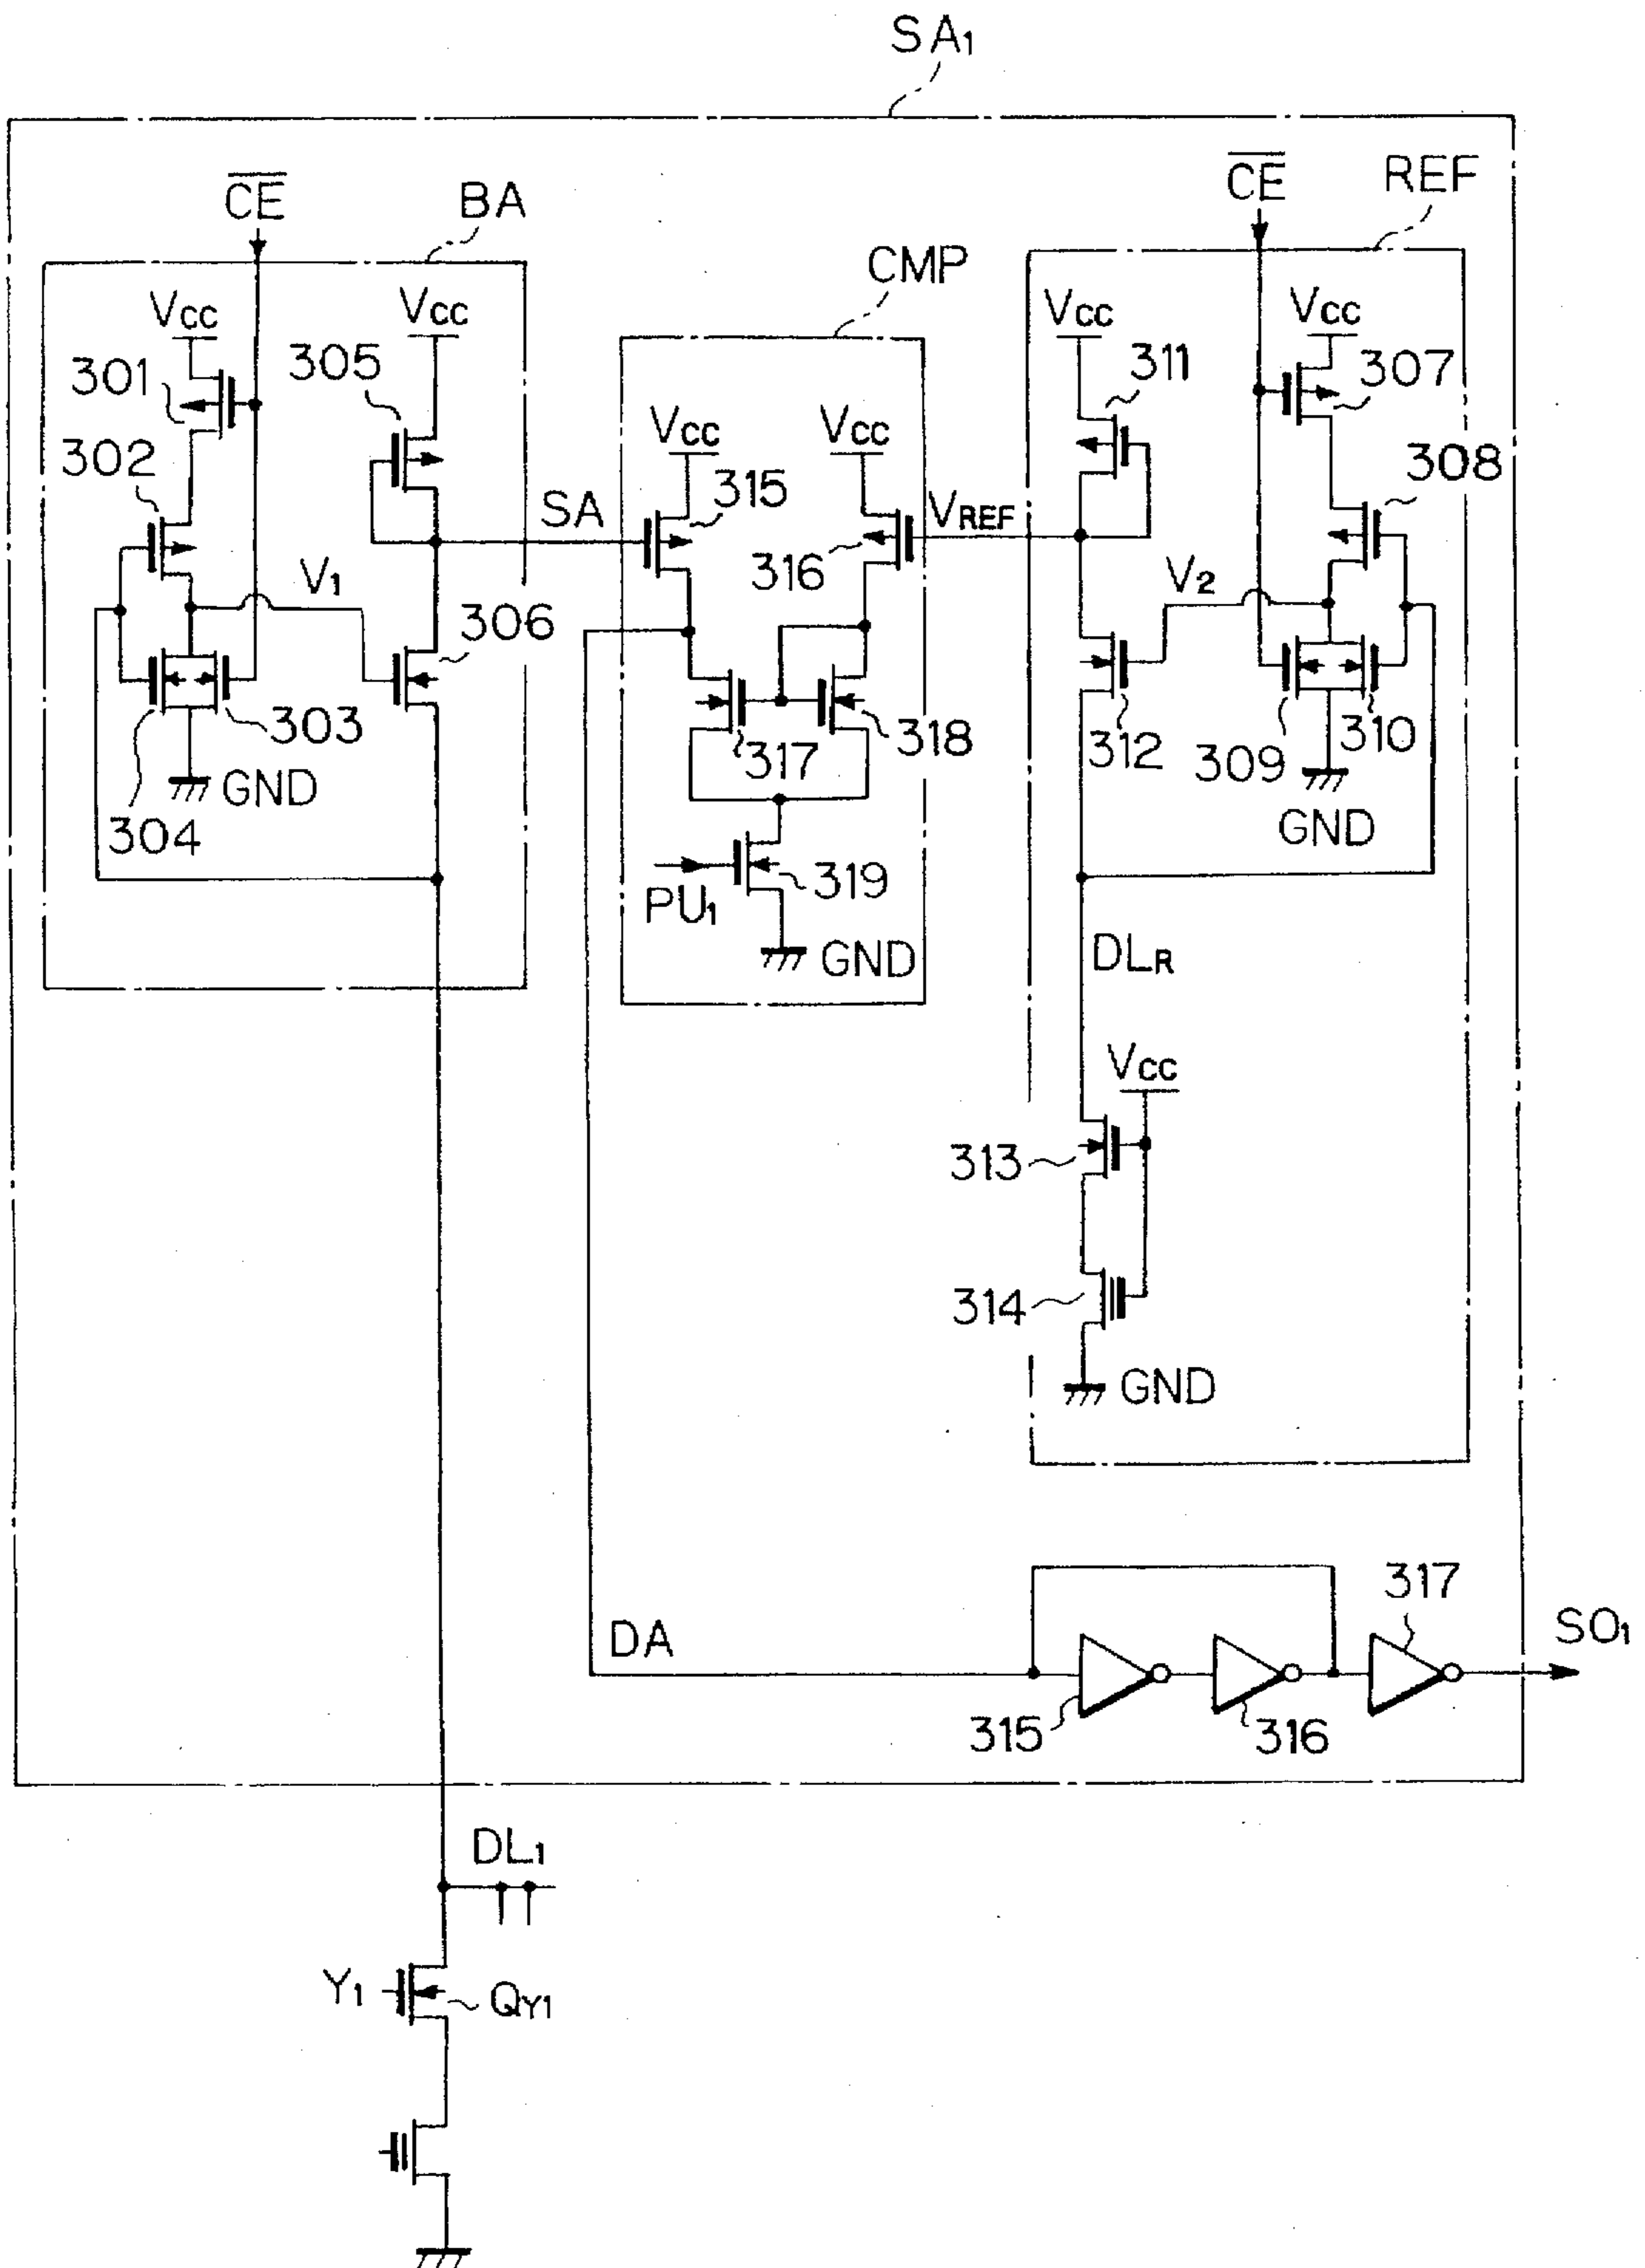 SA₁
C̅E̅
BA
C̅E̅
REF
CMP
Vcc
Vcc
301
305
302
Vcc
Vcc
311
307
Vcc
Vcc
315
308
SA
VREF
316
V₁
V₂
306
303
317
318
312
309
310
GND
304
GND
319
PU₁
GND
DLR
Vcc
313
314
GND
317
SO₁
DA
315
316
DL₁
Y₁
QY1